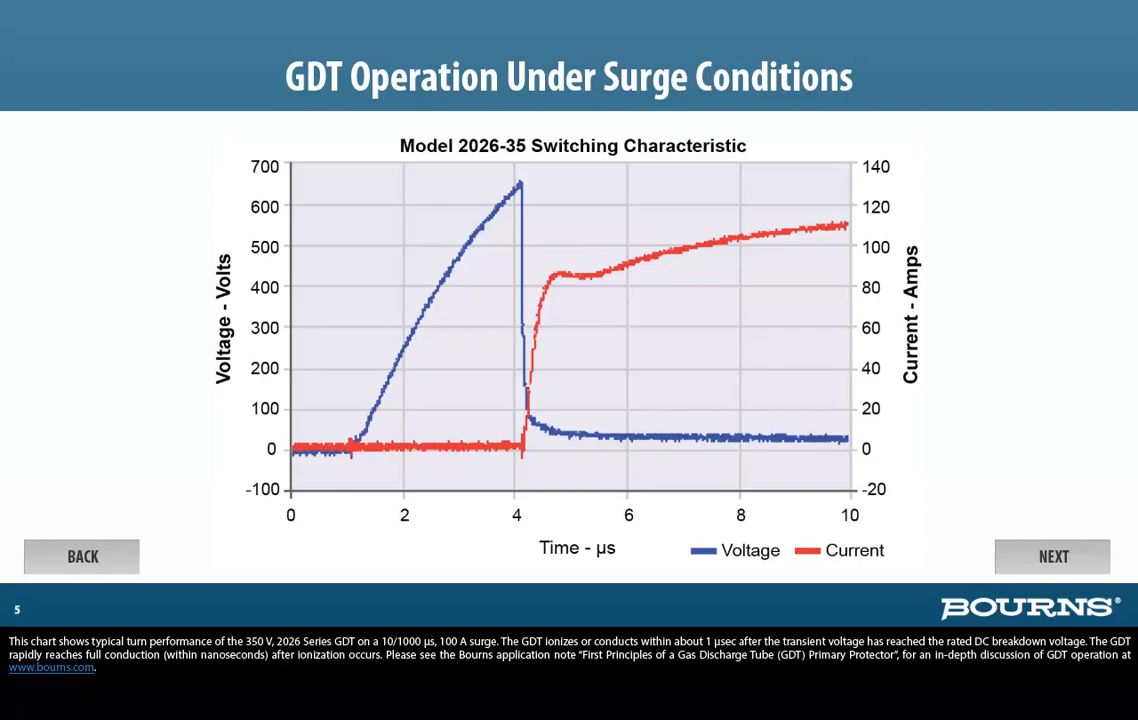 GDT Operation Under Surge Conditions
Model 2026-35 Switching Characteristic
700
600
500
400
300
200
100
0
-100
Voltage - Volts
140
120
100
80
60
40
20
0
-20
Current - Amps
0 2 4 6 8 10
Time - µs
Voltage Current
BACK
NEXT
5
BOURNS®
This chart shows typical turn performance of the 350 V, 2026 Series GDT on a 10/1000 µs, 100 A surge. The GDT ionizes or conducts within about 1 µsec after the transient voltage has reached the rated DC breakdown voltage. The GDT
rapidly reaches full conduction (within nanoseconds) after ionization occurs. Please see the Bourns application note "First Principles of a Gas Discharge Tube (GDT) Primary Protector", for an in-depth discussion of GDT operation at
www.bourns.com.